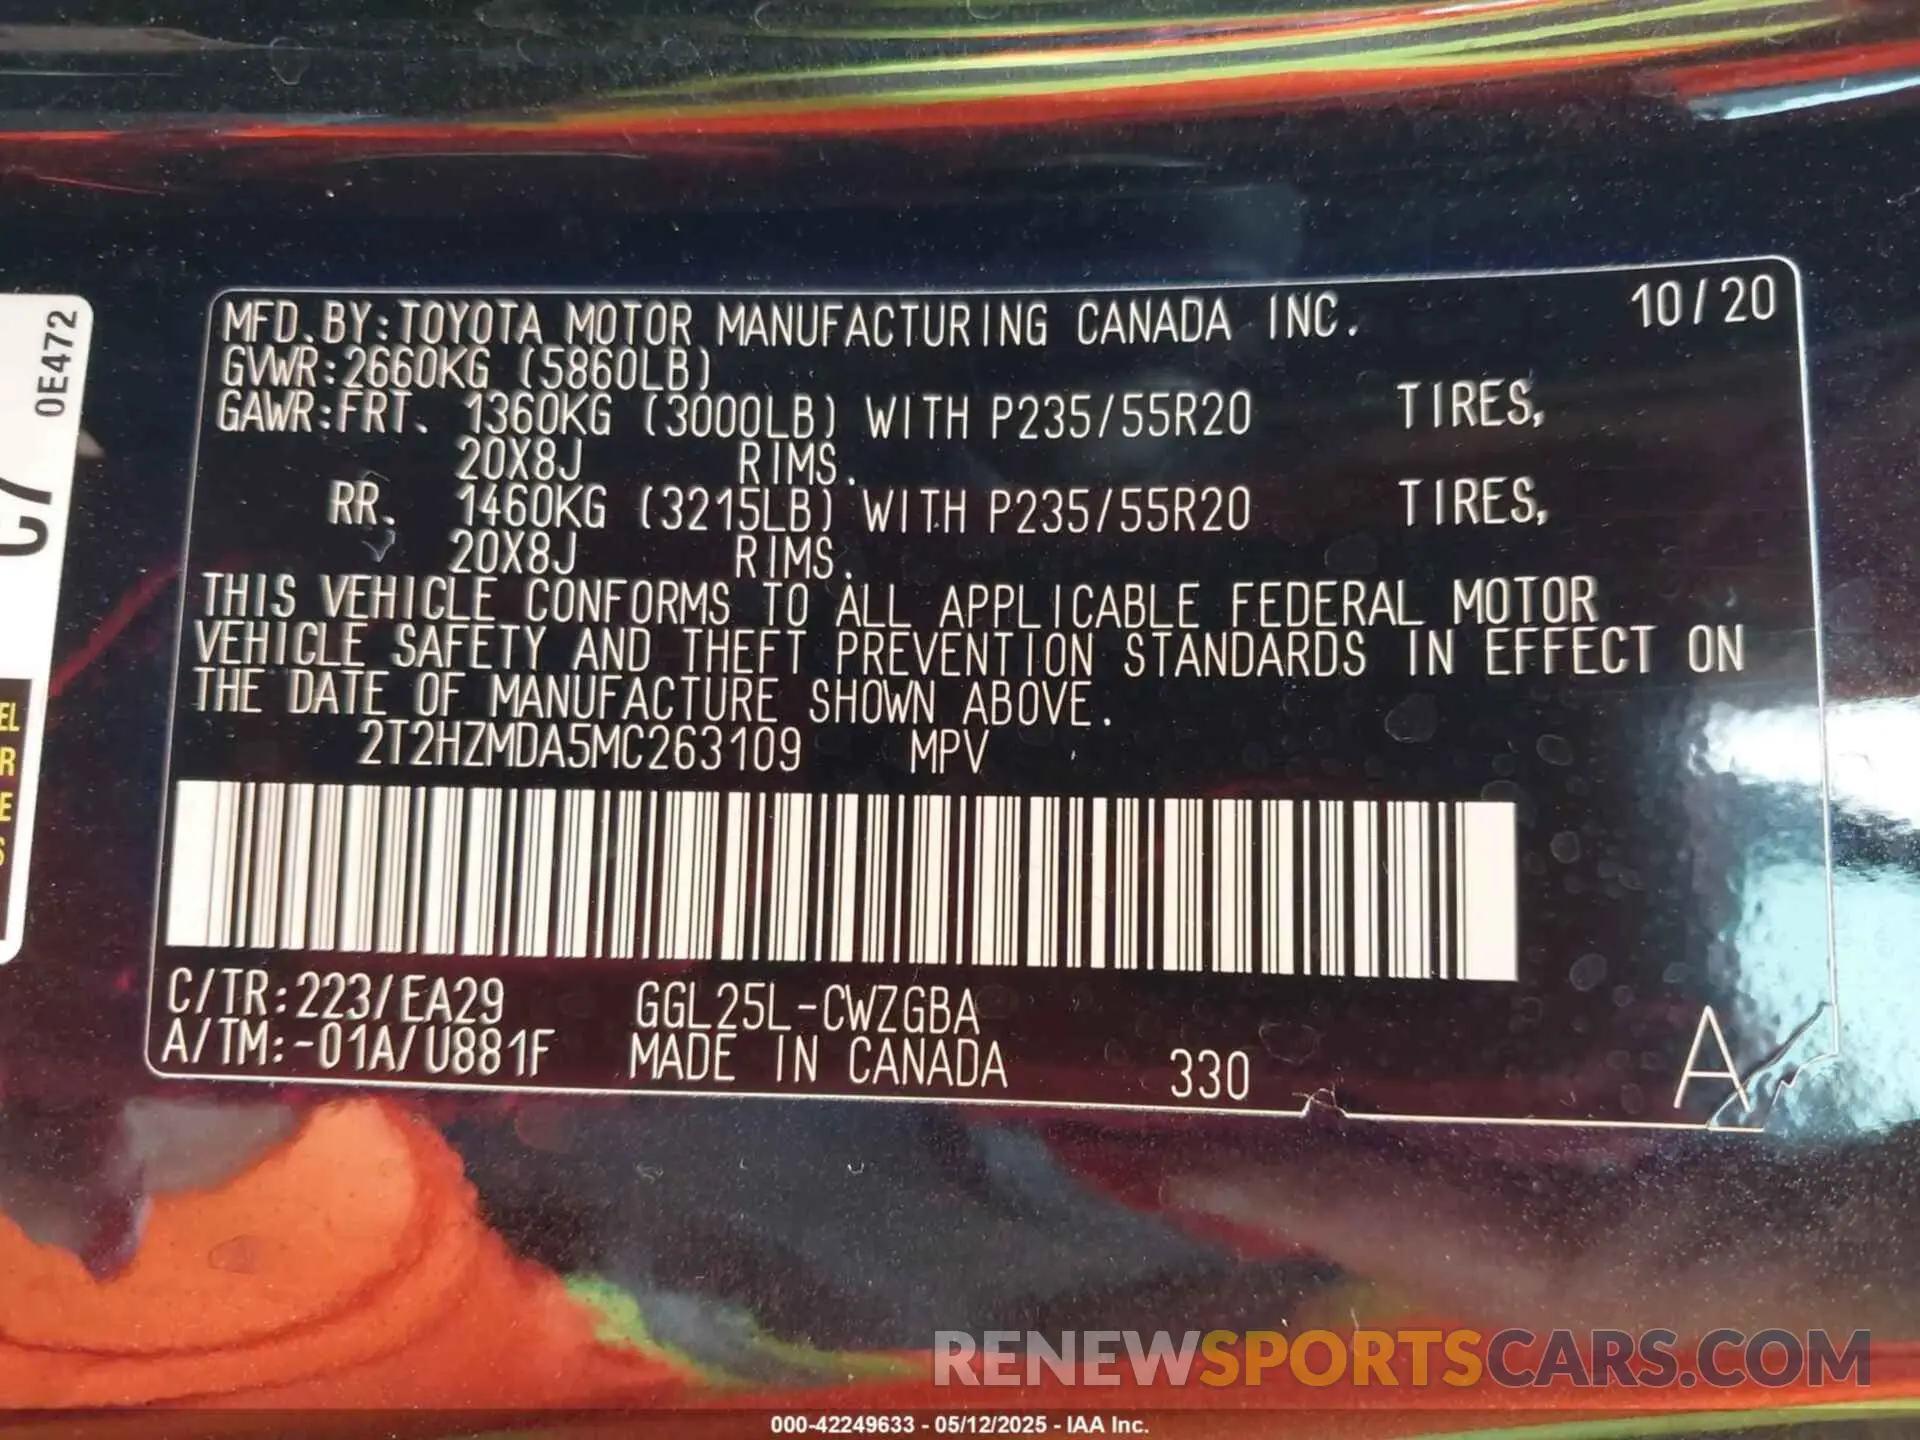 MFD.BY:TOYOTA MOTOR MANUFACTURING CANADA INC. 10/20
GVWR:2660KG (5860LB)
GAWR:FRT. 1360KG (3000LB) WITH P235/55R20 TIRES,
20X8J RIMS.
RR. 1460KG (3215LB) WITH P235/55R20 TIRES,
20X8J RIMS.
THIS VEHICLE CONFORMS TO ALL APPLICABLE FEDERAL MOTOR
VEHICLE SAFETY AND THEFT PREVENTION STANDARDS IN EFFECT ON
THE DATE OF MANUFACTURE SHOWN ABOVE.
2T2HZMDA5MC263109 MPV
C/TR:223/EA29 GGL25L-CWZGBA
A/TM:-01A/U881F MADE IN CANADA 330 A
0E472
C7
RENEWSPORTSCARS.COM
000-42249633 - 05/12/2025 - IAA Inc.